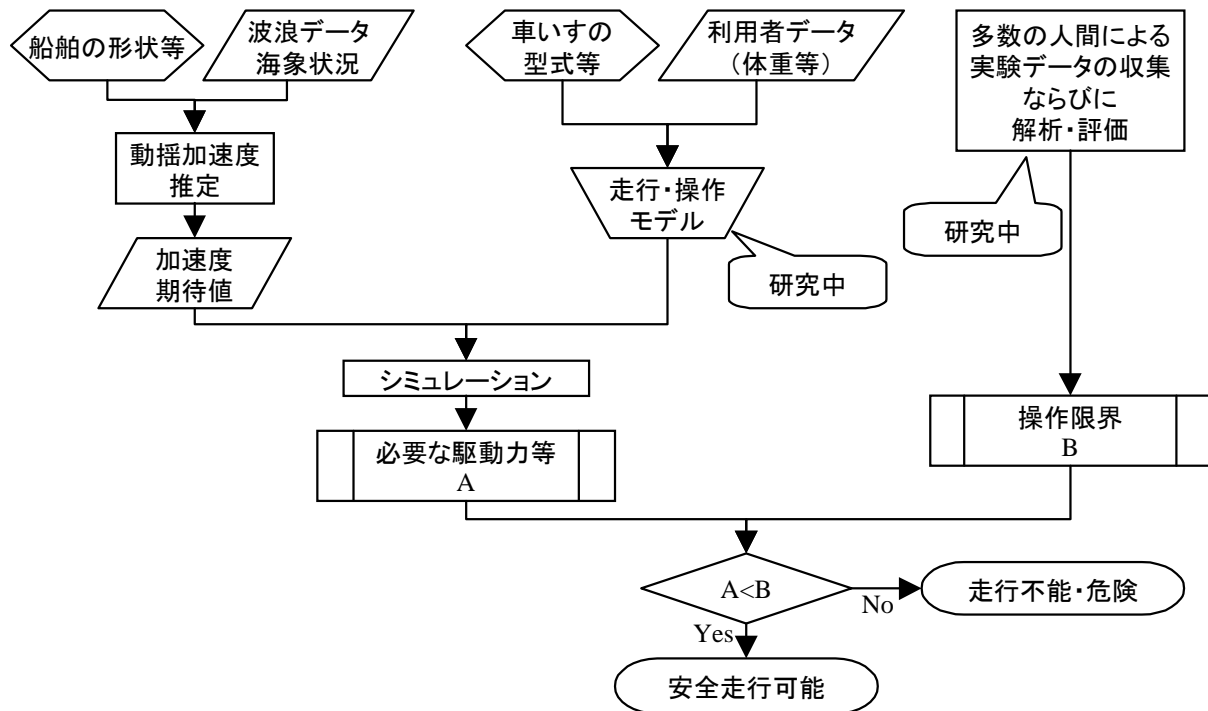 船舶の形状等
波浪データ
海象状況
車いすの
型式等
利用者データ
（体重等）
多数の人間による
実験データの収集
ならびに
解析・評価
動揺加速度
推定
走行・操作
モデル
研究中
加速度
期待値
研究中
シミュレーション
必要な駆動力等
A
操作限界
B
A<B
No
走行不能・危険
Yes
安全走行可能